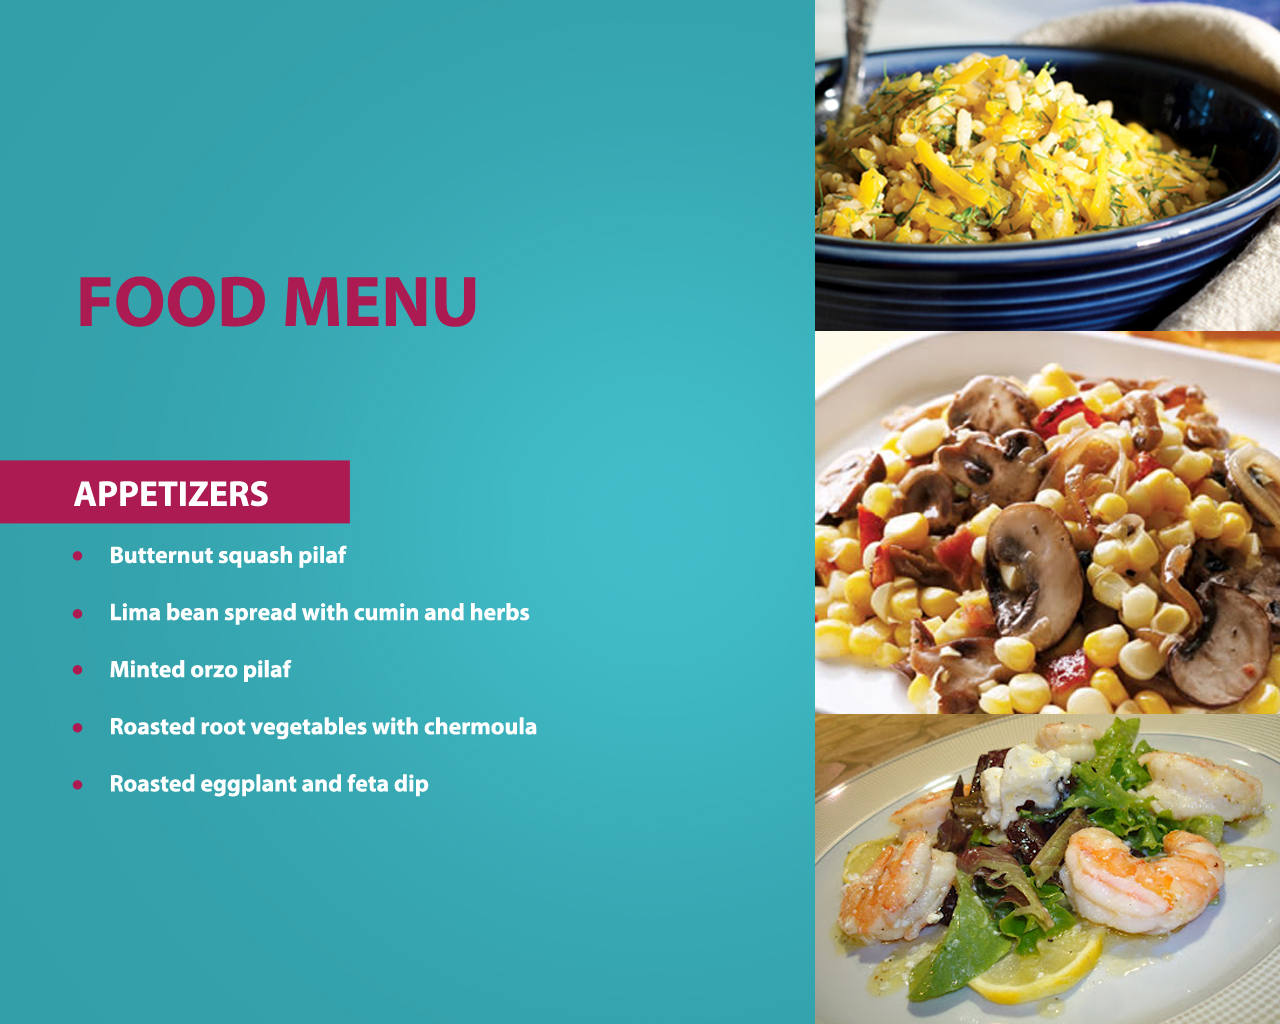 FOOD MENU
APPETIZERS
Butternut squash pilaf
Lima bean spread with cumin and herbs
Minted orzo pilaf
Roasted root vegetables with chermoula
Roasted eggplant and feta dip